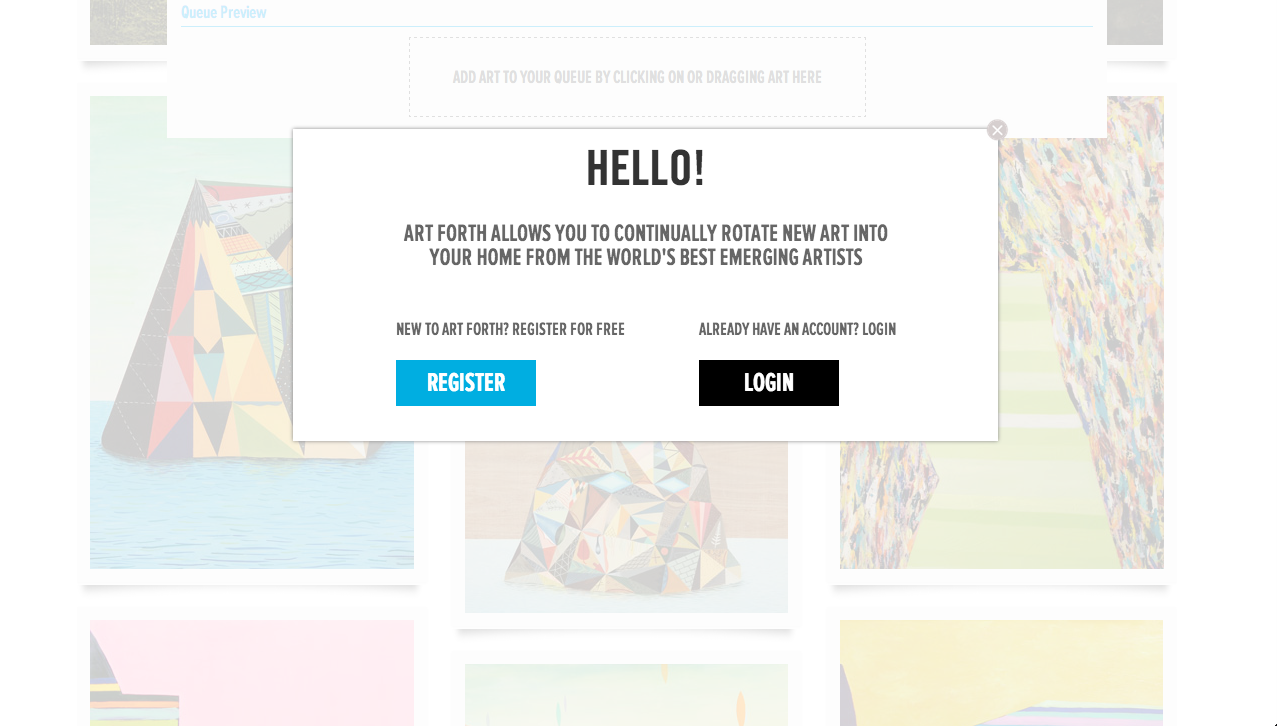 Queue Preview
ADD ART TO YOUR QUEUE BY CLICKING ON OR DRAGGING ART HERE
HELLO!
ART FORTH ALLOWS YOU TO CONTINUALLY ROTATE NEW ART INTO
YOUR HOME FROM THE WORLD'S BEST EMERGING ARTISTS
NEW TO ART FORTH? REGISTER FOR FREE
ALREADY HAVE AN ACCOUNT? LOGIN
REGISTER
LOGIN